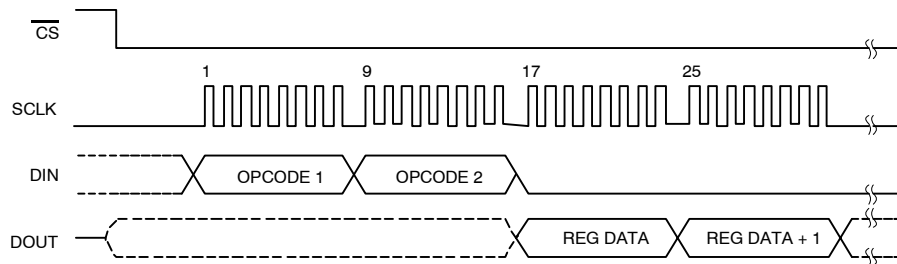 CS
1 9 17 25
SCLK
DIN OPCODE 1 OPCODE 2
DOUT REG DATA REG DATA + 1